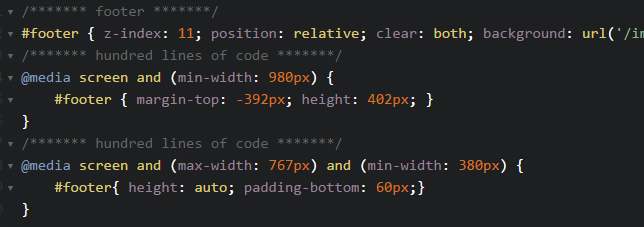 /******* footer *******/
#footer { z-index: 11; position: relative; clear: both; background: url('/im
/******* hundred lines of code *******/
@media screen and (min-width: 980px) {
#footer { margin-top: -392px; height: 402px; }
}
/******* hundred lines of code *******/
@media screen and (max-width: 767px) and (min-width: 380px) {
#footer{ height: auto; padding-bottom: 60px;}
}